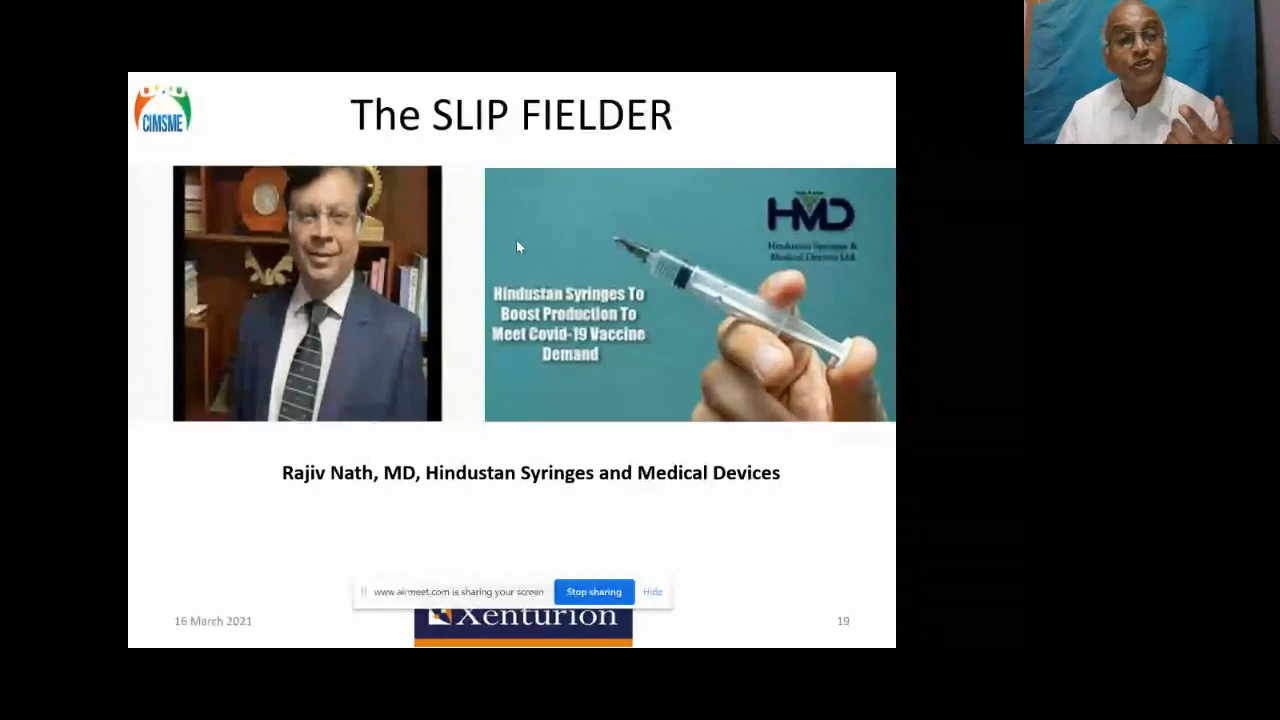 CIMSME
The SLIP FIELDER
HMD
Hindustan Syringes &
Medical Devices Ltd.
Hindustan Syringes To
Boost Production To
Meet Covid-19 Vaccine
Demand
Rajiv Nath, MD, Hindustan Syringes and Medical Devices
www.airmeet.com is sharing your screen Stop sharing Hide
16 March 2021 Xenturion 19